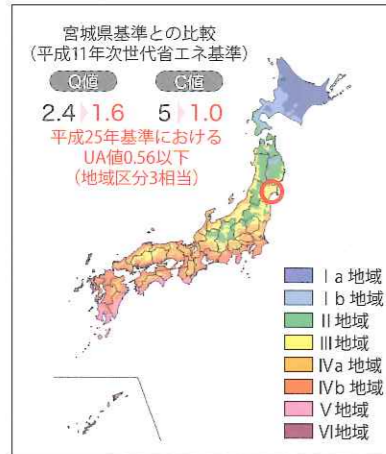 宮城県基準との比較
（平成11年次世代省エネ基準）
Q値 C値
2.4 1.6 5 1.0
平成25年基準における
UA値0.56以下
（地域区分3相当）
Ⅰa 地域
Ⅰb 地域
Ⅱ 地域
Ⅲ 地域
Ⅳa 地域
Ⅳb 地域
Ⅴ 地域
Ⅵ 地域